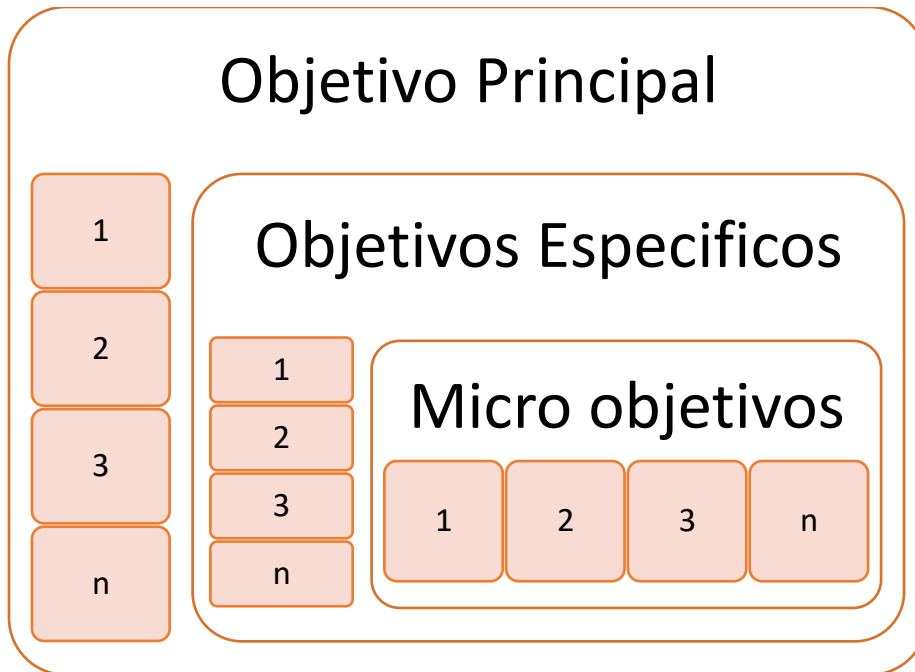 Objetivo Principal
1
2
3
n
Objetivos Especificos
1
2
3
n
Micro objetivos
1 2 3 n